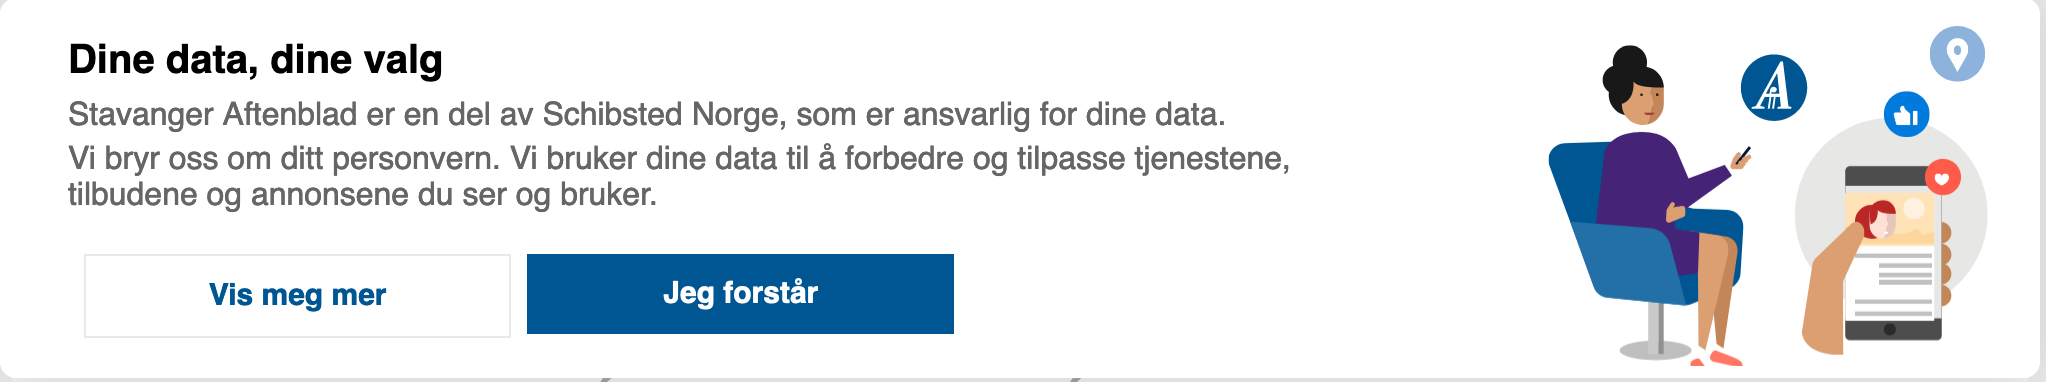 Dine data, dine valg
Stavanger Aftenblad er en del av Schibsted Norge, som er ansvarlig for dine data.
Vi bryr oss om ditt personvern. Vi bruker dine data til å forbedre og tilpasse tjenestene,
tilbudene og annonsene du ser og bruker.
Vis meg mer
Jeg forstår
A